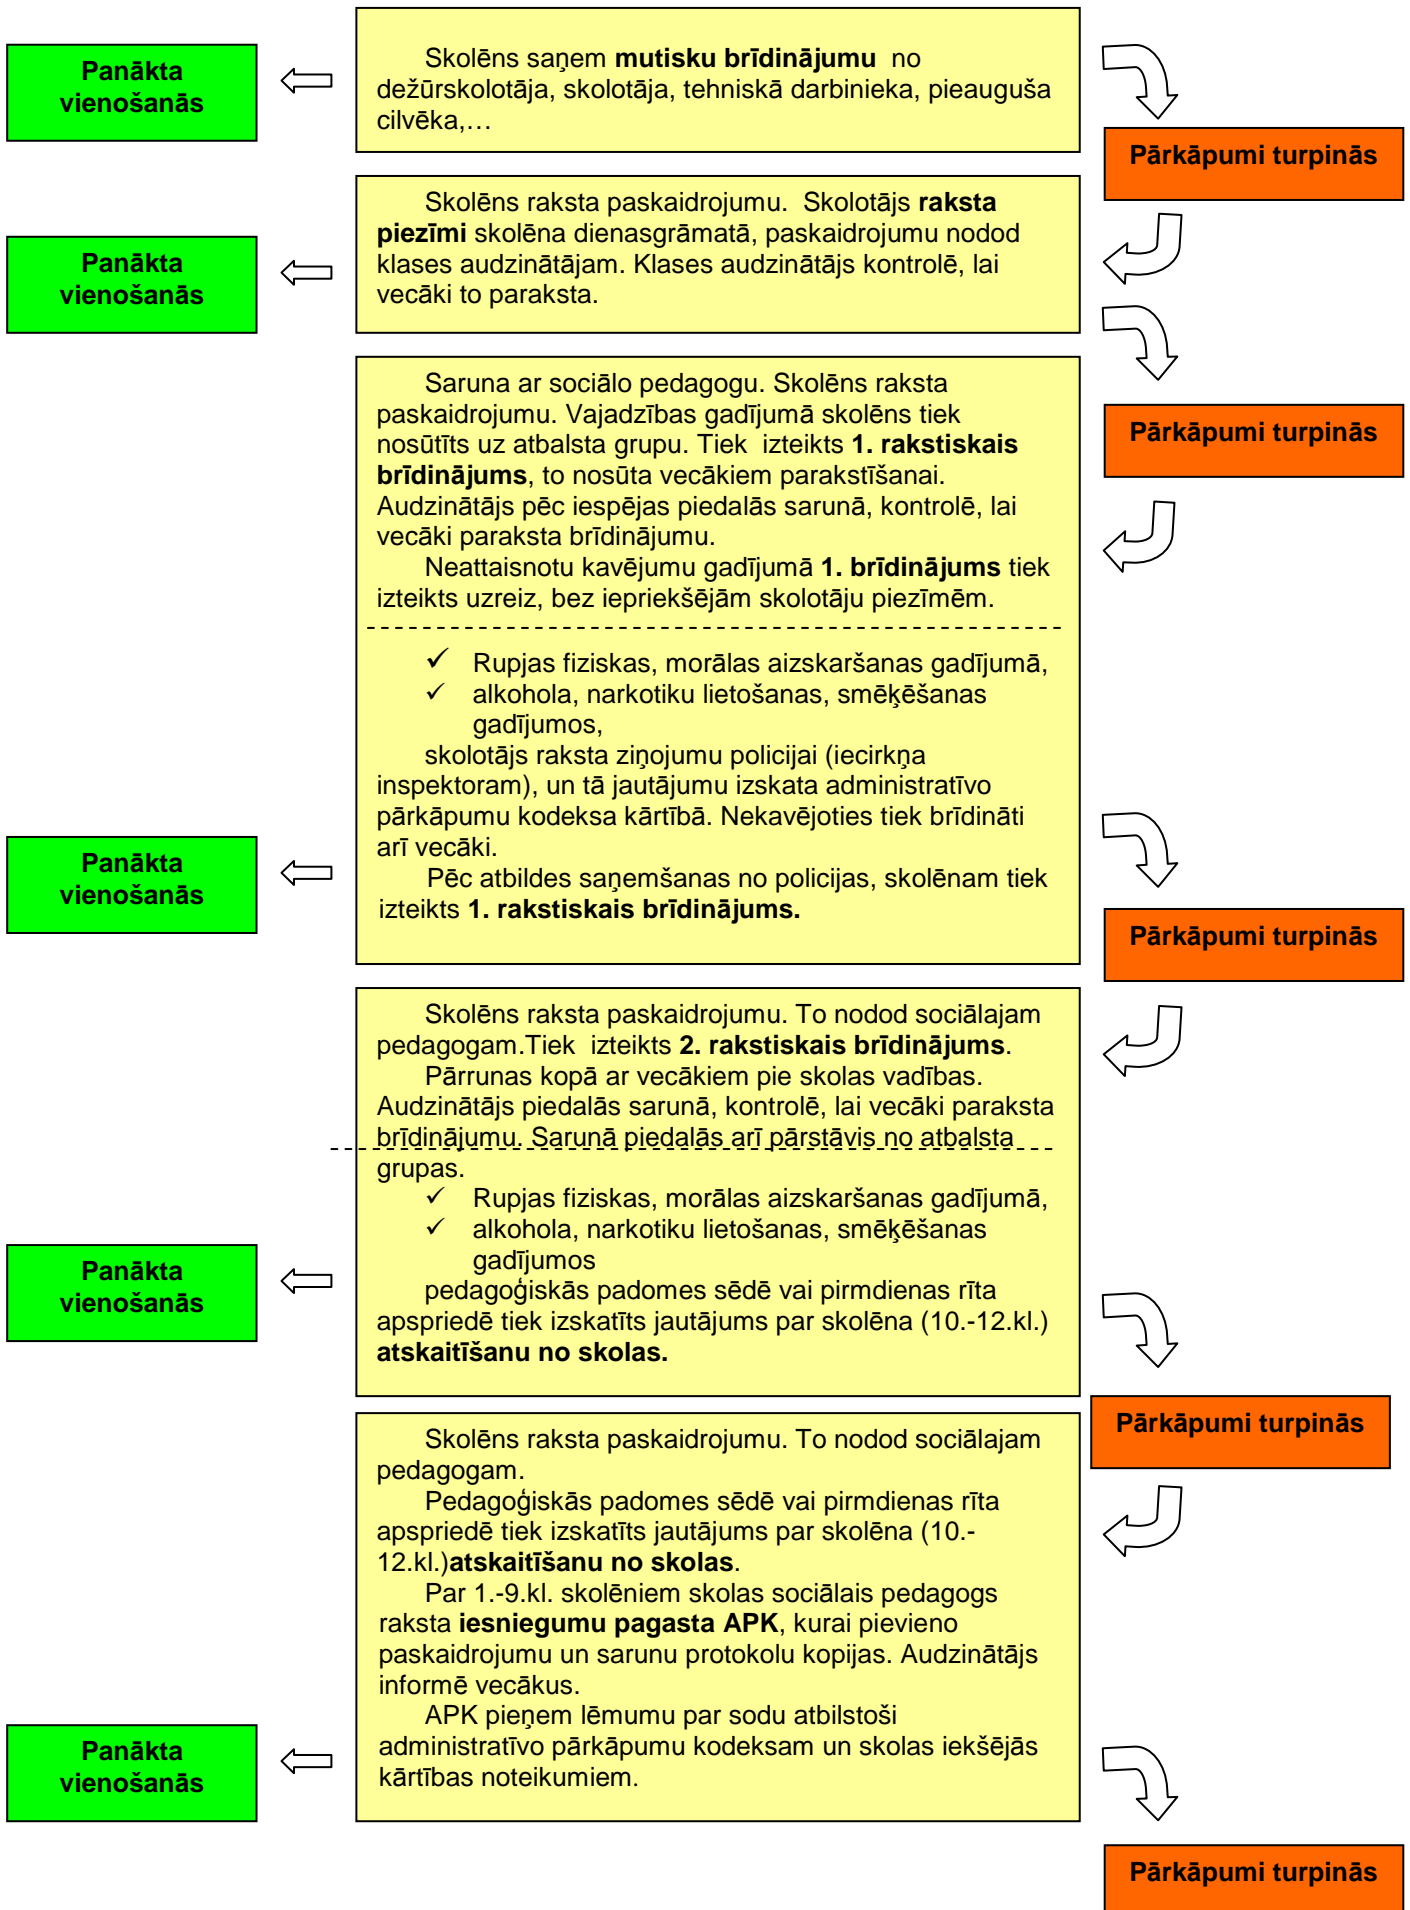 Panākta
vienošanās
Skolēns saņem mutisku brīdinājumu no
dežūrskolotāja, skolotāja, tehniskā darbinieka, pieauguša
cilvēka,…
Pārkāpumi turpinās
Panākta
vienošanās
Skolēns raksta paskaidrojumu. Skolotājs raksta
piezīmi skolēna dienasgrāmatā, paskaidrojumu nodod
klases audzinātājam. Klases audzinātājs kontrolē, lai
vecāki to paraksta.
Pārkāpumi turpinās
Saruna ar sociālo pedagogu. Skolēns raksta
paskaidrojumu. Vajadzības gadījumā skolēns tiek
nosūtīts uz atbalsta grupu. Tiek izteikts 1. rakstiskais
brīdinājums, to nosūta vecākiem parakstīšanai.
Audzinātājs pēc iespējas piedalās sarunā, kontrolē, lai
vecāki paraksta brīdinājumu.
Neattaisnotu kavējumu gadījumā 1. brīdinājums tiek
izteikts uzreiz, bez iepriekšējām skolotāju piezīmēm.
✓ Rupjas fiziskas, morālas aizskaršanas gadījumā,
✓ alkohola, narkotiku lietošanas, smēķēšanas
gadījumos,
skolotājs raksta ziņojumu policijai (iecirkņa
inspektoram), un tā jautājumu izskata administratīvo
pārkāpumu kodeksa kārtībā. Nekavējoties tiek brīdināti
arī vecāki.
Pēc atbildes saņemšanas no policijas, skolēnam tiek
izteikts 1. rakstiskais brīdinājums.
Panākta
vienošanās
Pārkāpumi turpinās
Skolēns raksta paskaidrojumu. To nodod sociālajam
pedagogam.Tiek izteikts 2. rakstiskais brīdinājums.
Pārrunas kopā ar vecākiem pie skolas vadības.
Audzinātājs piedalās sarunā, kontrolē, lai vecāki paraksta
brīdinājumu. Sarunā piedalās arī pārstāvis no atbalsta
grupas.
✓ Rupjas fiziskas, morālas aizskaršanas gadījumā,
✓ alkohola, narkotiku lietošanas, smēķēšanas
gadījumos
pedagoģiskās padomes sēdē vai pirmdienas rīta
apspriedē tiek izskatīts jautājums par skolēna (10.-12.kl.)
atskaitīšanu no skolas.
Panākta
vienošanās
Pārkāpumi turpinās
Skolēns raksta paskaidrojumu. To nodod sociālajam
pedagogam.
Pedagoģiskās padomes sēdē vai pirmdienas rīta
apspriedē tiek izskatīts jautājums par skolēna (10.-
12.kl.)atskaitīšanu no skolas.
Par 1.-9.kl. skolēniem skolas sociālais pedagogs
raksta iesniegumu pagasta APK, kurai pievieno
paskaidrojumu un sarunu protokolu kopijas. Audzinātājs
informē vecākus.
APK pieņem lēmumu par sodu atbilstoši
administratīvo pārkāpumu kodeksam un skolas iekšējās
kārtības noteikumiem.
Panākta
vienošanās
Pārkāpumi turpinās